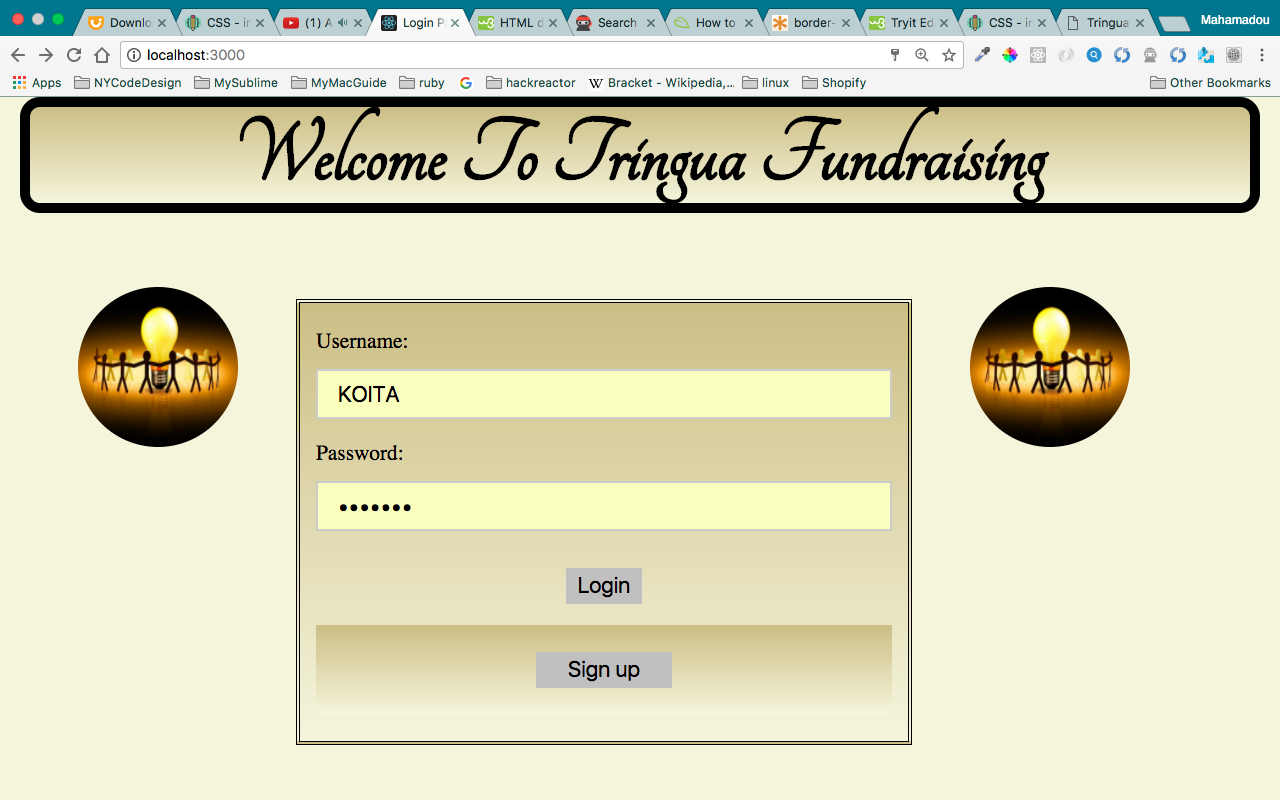 Downlo
CSS - ir
(1) A
Login P
HTML d
Search
How to
border-
Tryit Ed
CSS - ir
Tringua
Mahamadou
localhost:3000
Apps
NYCodeDesign
MySublime
MyMacGuide
ruby
hackreactor
Bracket - Wikipedia,...
linux
Shopify
Other Bookmarks
Welcome To Tringua Fundraising
Username:
KOITA
Password:
Login
Sign up